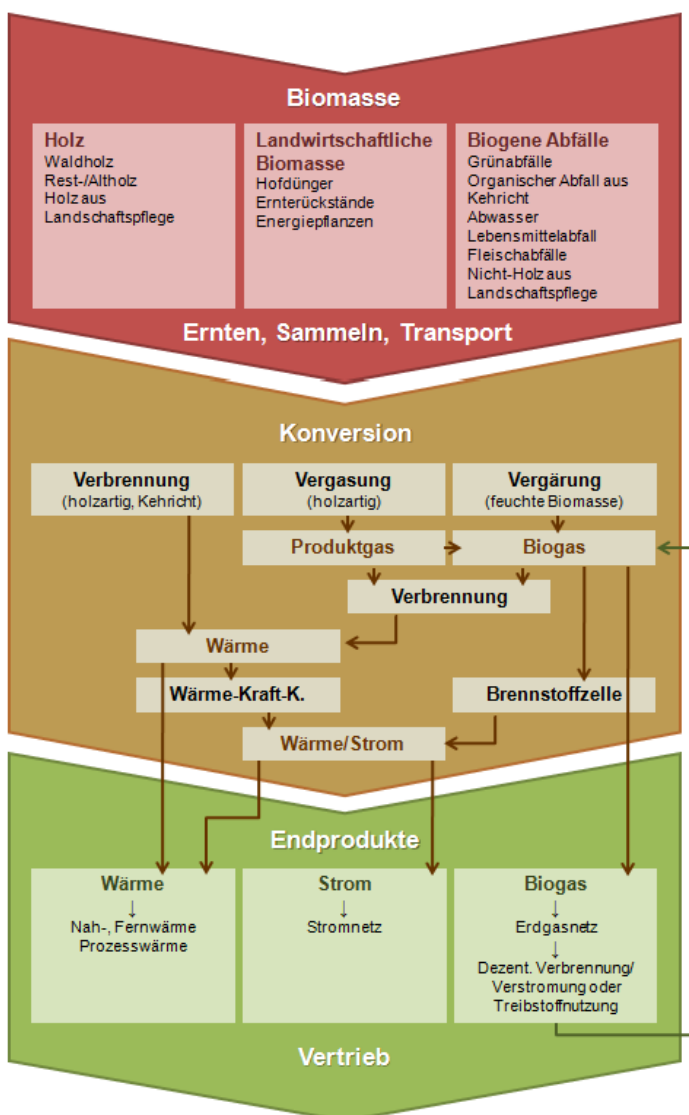 Biomasse
Holz
Waldholz
Rest-/Altholz
Holz aus
Landschaftspflege
Landwirtschaftliche
Biomasse
Hofdünger
Ernterückstände
Energiepflanzen
Biogene Abfälle
Grünabfälle
Organischer Abfall aus
Kehricht
Abwasser
Lebensmittelabfall
Fleischabfälle
Nicht-Holz aus
Landschaftspflege
Ernten, Sammeln, Transport
Konversion
Verbrennung
(holzartig, Kehricht)
Vergasung
(holzartig)
Vergärung
(feuchte Biomasse)
Produktgas
Biogas
Verbrennung
Wärme
Wärme-Kraft-K.
Brennstoffzelle
Wärme/Strom
Endprodukte
Wärme
↓
Nah-, Fernwärme
Prozesswärme
Strom
↓
Stromnetz
Biogas
↓
Erdgasnetz
↓
Dezent. Verbrennung/
Verstromung oder
Treibstoffnutzung
Vertrieb